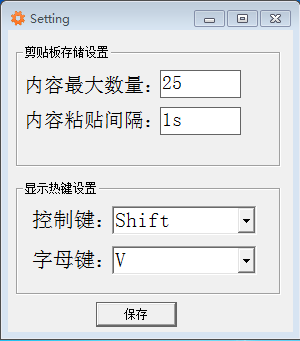 Setting
剪贴板存储设置
内容最大数量：25
内容粘贴间隔：1s
显示热键设置
控制键：Shift
字母键：V
保存